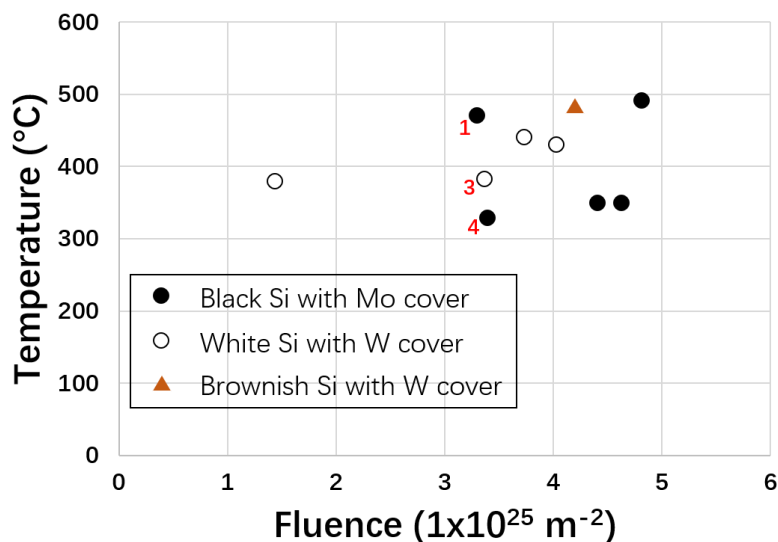 600
500
400
300
200
100
0
Temperature (°C)
1
3
4
Black Si with Mo cover
White Si with W cover
Brownish Si with W cover
0 1 2 3 4 5 6
Fluence (1x10²⁵ m⁻²)